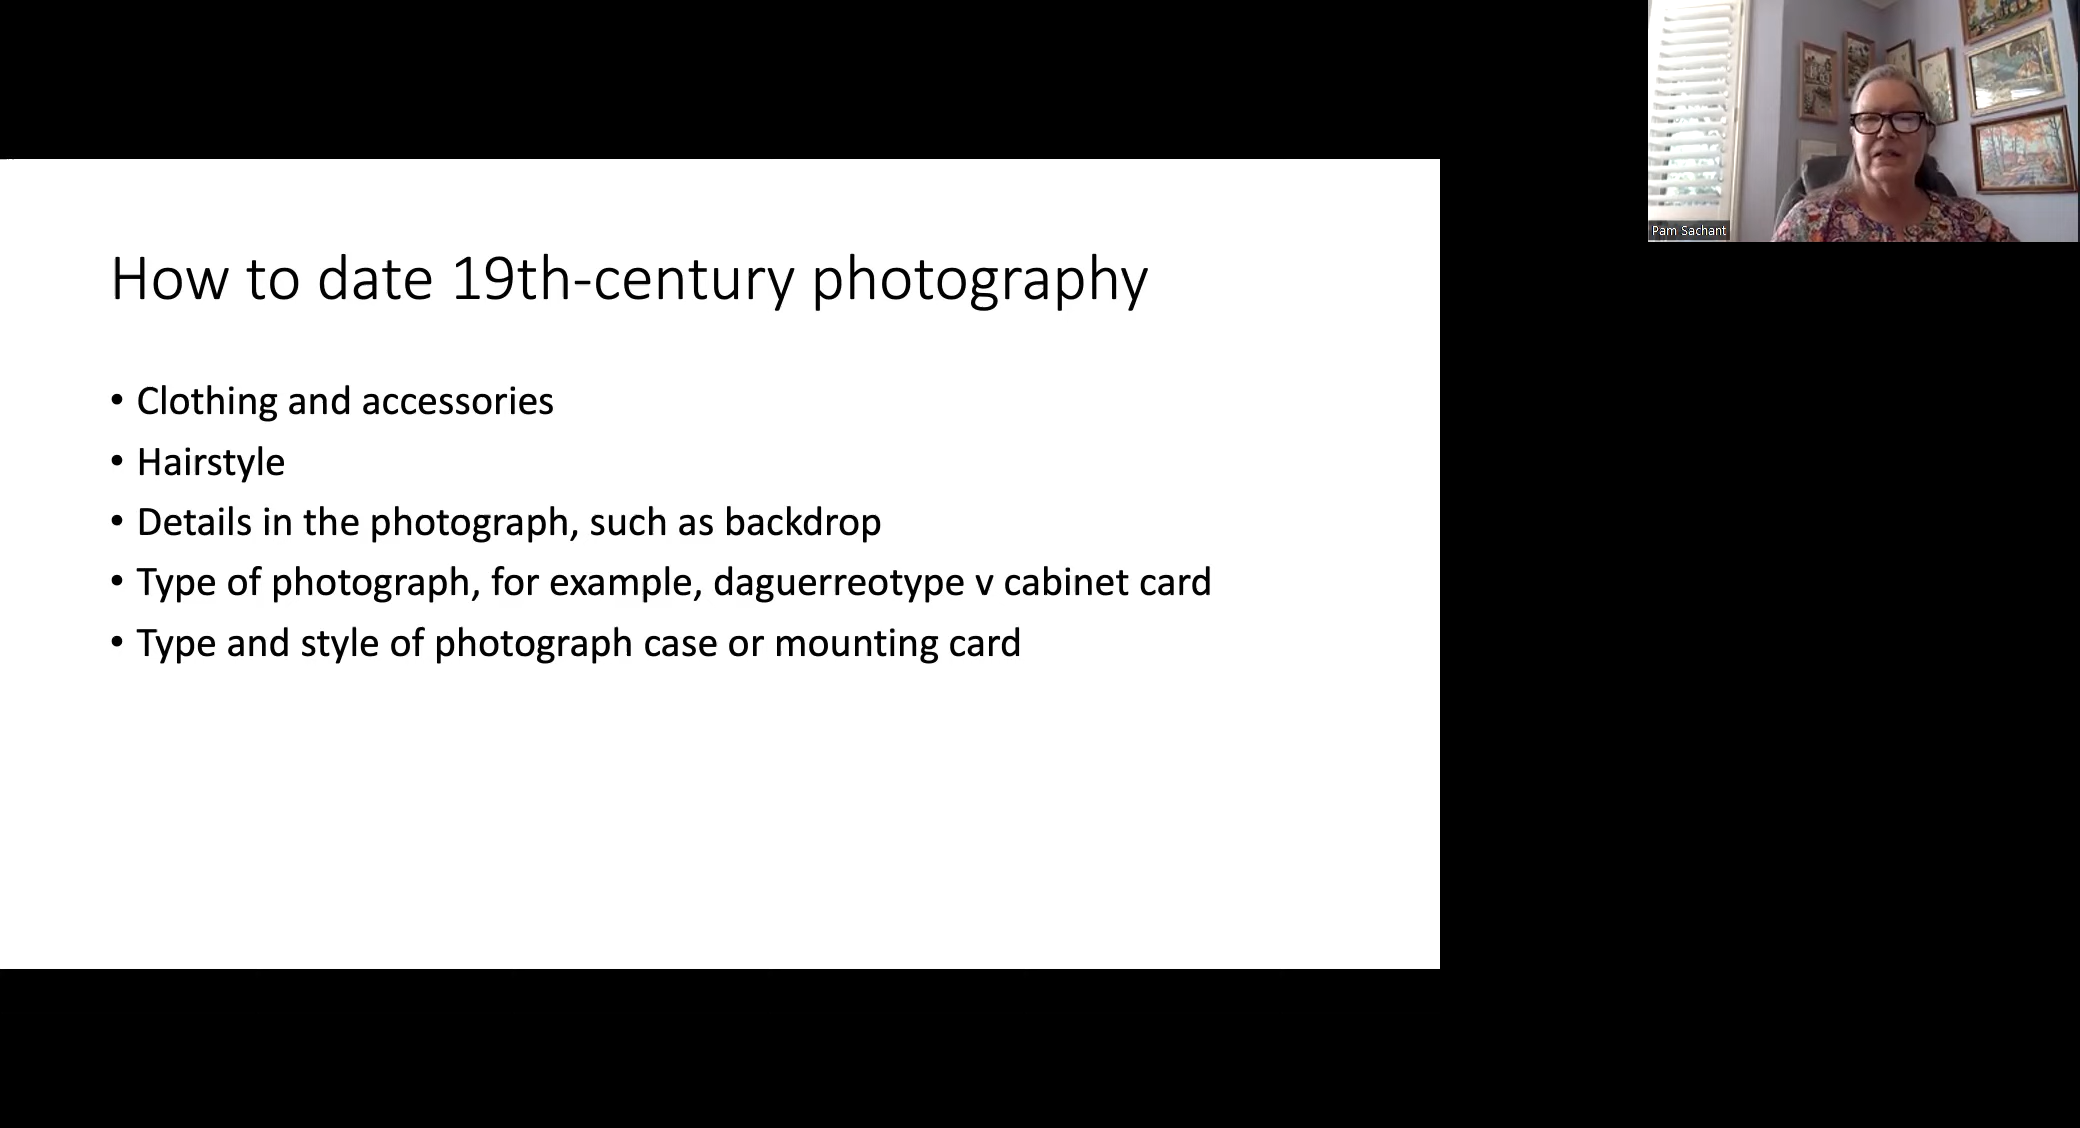 How to date 19th-century photography
• Clothing and accessories
• Hairstyle
• Details in the photograph, such as backdrop
• Type of photograph, for example, daguerreotype v cabinet card
• Type and style of photograph case or mounting card
Pam Sachant